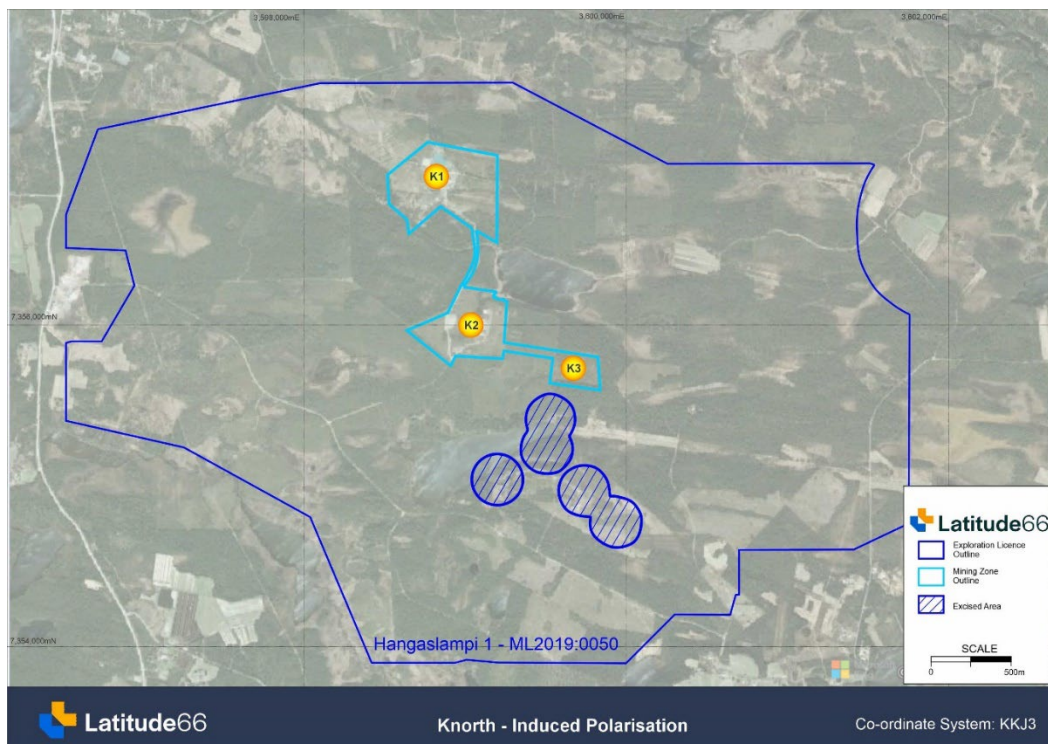 3,598,000mE
3,600,000mE
3,602,000mE
K1
7,356,000mN
K2
K3
Latitude66
Exploration Licence
Outline
Mining Zone
Outline
Excised Area
7,354,000mN
Hangaslampi 1 - ML2019:0050
SCALE
0
500m
Latitude66
Knorth - Induced Polarisation
Co-ordinate System: KKJ3